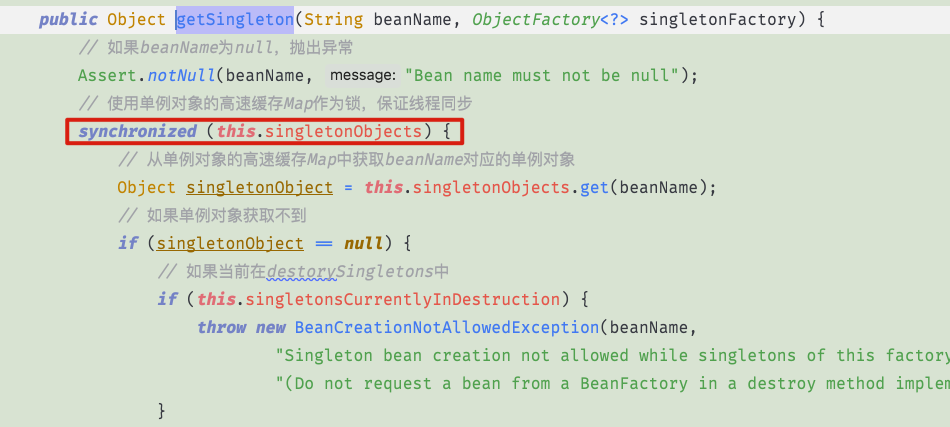 public Object getSingleton(String beanName, ObjectFactory<?> singletonFactory) {
// 如果beanName为null，抛出异常
Assert.notNull(beanName, message: "Bean name must not be null");
// 使用单例对象的高速缓存Map作为锁，保证线程同步
synchronized (this.singletonObjects) {
// 从单例对象的高速缓存Map中获取beanName对应的单例对象
Object singletonObject = this.singletonObjects.get(beanName);
// 如果单例对象获取不到
if (singletonObject == null) {
// 如果当前在destorySingletons中
if (this.singletonsCurrentlyInDestruction) {
throw new BeanCreationNotAllowedException(beanName,
"Singleton bean creation not allowed while singletons of this factory
"(Do not request a bean from a BeanFactory in a destroy method implem
}